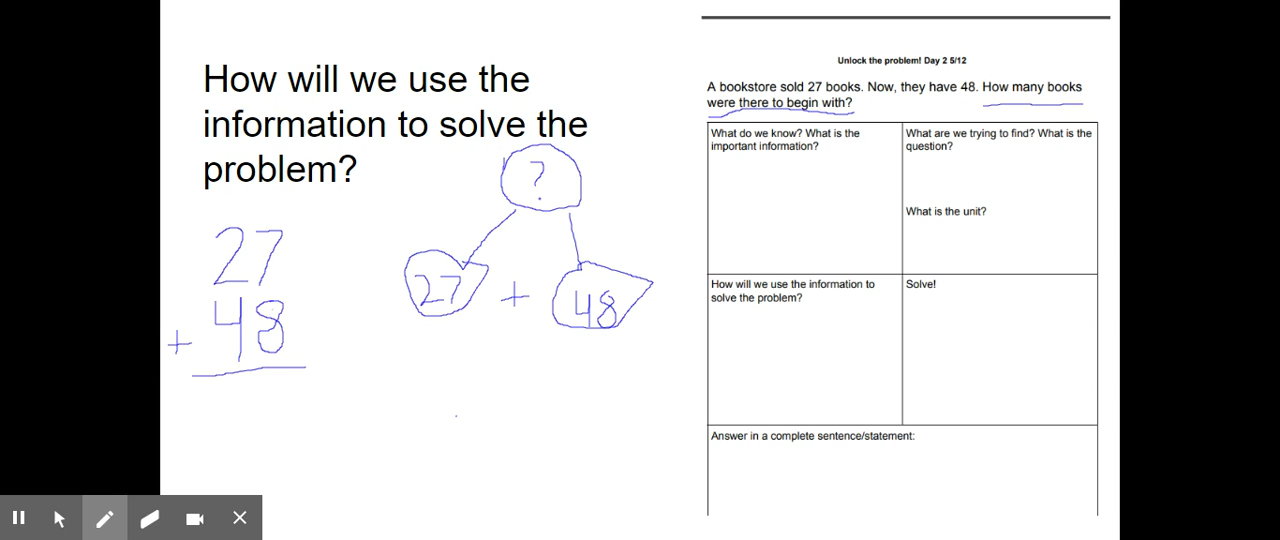 How will we use the
information to solve the
problem?
?
27 + 48
27
48
+
Unlock the problem! Day 2 5/12
A bookstore sold 27 books. Now, they have 48. How many books
were there to begin with?
What do we know? What is the
important information?
What are we trying to find? What is the
question?
What is the unit?
How will we use the information to
solve the problem?
Solve!
Answer in a complete sentence/statement: